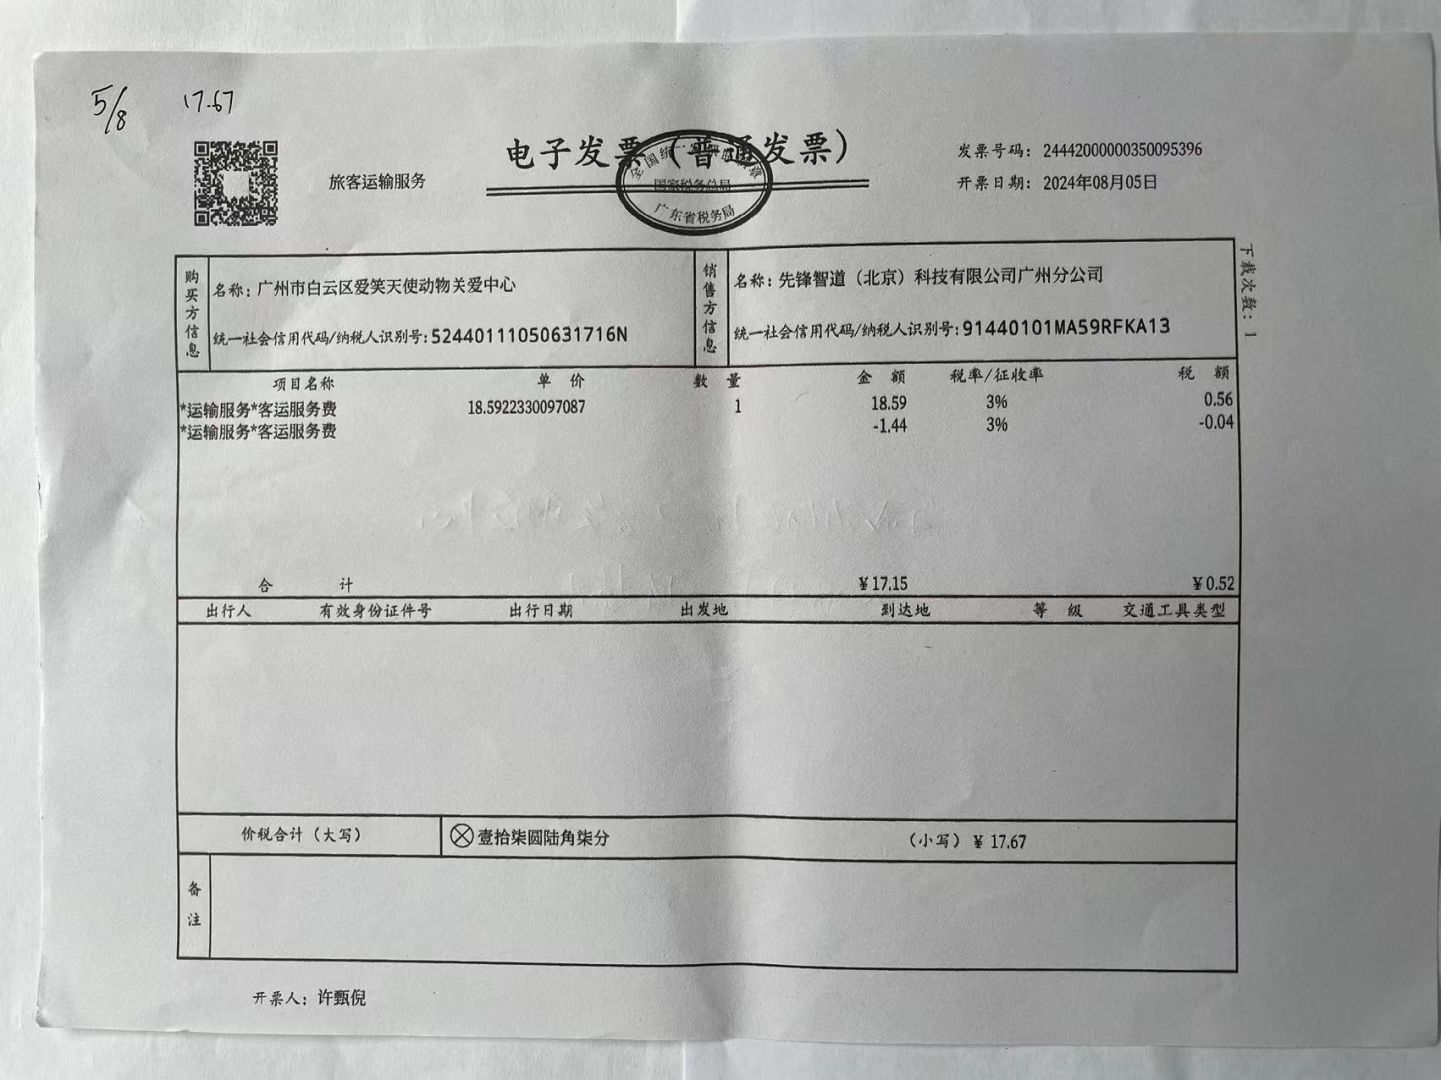 5/8 17.67
电子发票（普通发票）
旅客运输服务
国家税务总局
广东省税务局
发票号码：24442000000350095396
开票日期：2024年08月05日
下载次数：1
购买方信息
名称：广州市白云区爱笑天使动物关爱中心
统一社会信用代码/纳税人识别号:52440111050631716N
销售方信息
名称：先锋智道（北京）科技有限公司广州分公司
统一社会信用代码/纳税人识别号:91440101MA59RFKA13
项目名称 单价 数量 金额 税率/征收率 税额
*运输服务*客运服务费 18.5922330097087 1 18.59 3% 0.56
*运输服务*客运服务费 -1.44 3% -0.04
合计 ¥17.15 ¥0.52
出行人 有效身份证件号 出行日期 出发地 到达地 等级 交通工具类型
价税合计（大写） 壹拾柒圆陆角柒分 （小写）¥ 17.67
备注
开票人：许甄倪